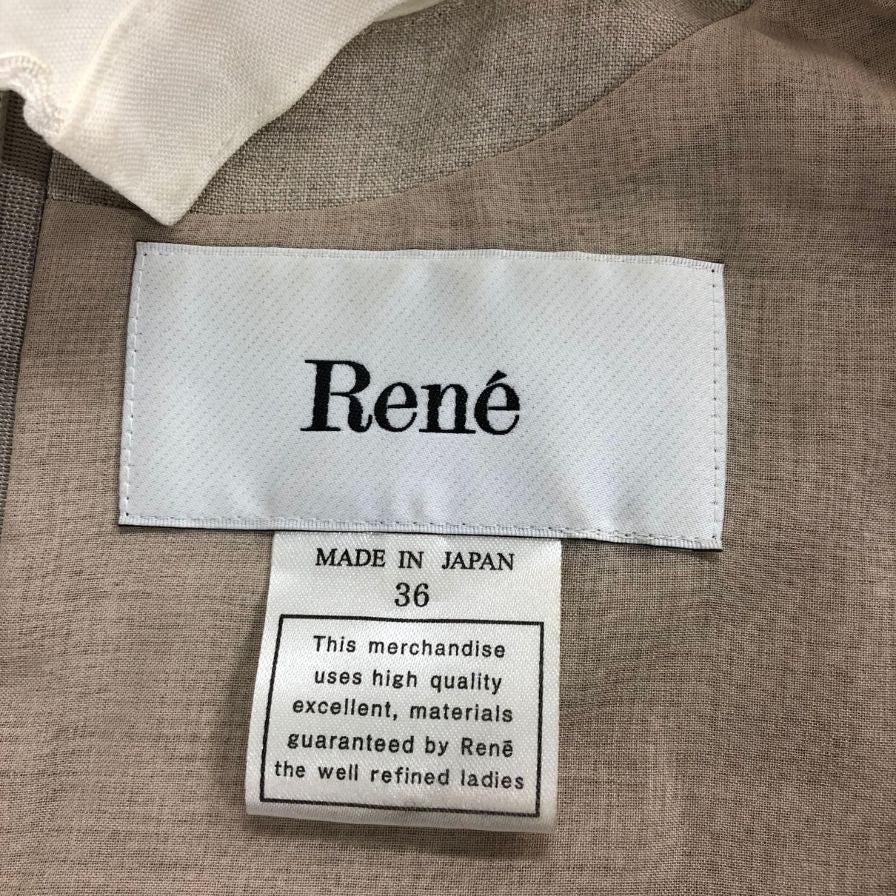 René
MADE IN JAPAN
36
This merchandise
uses high quality
excellent, materials
guaranteed by Renē
the well refined ladies